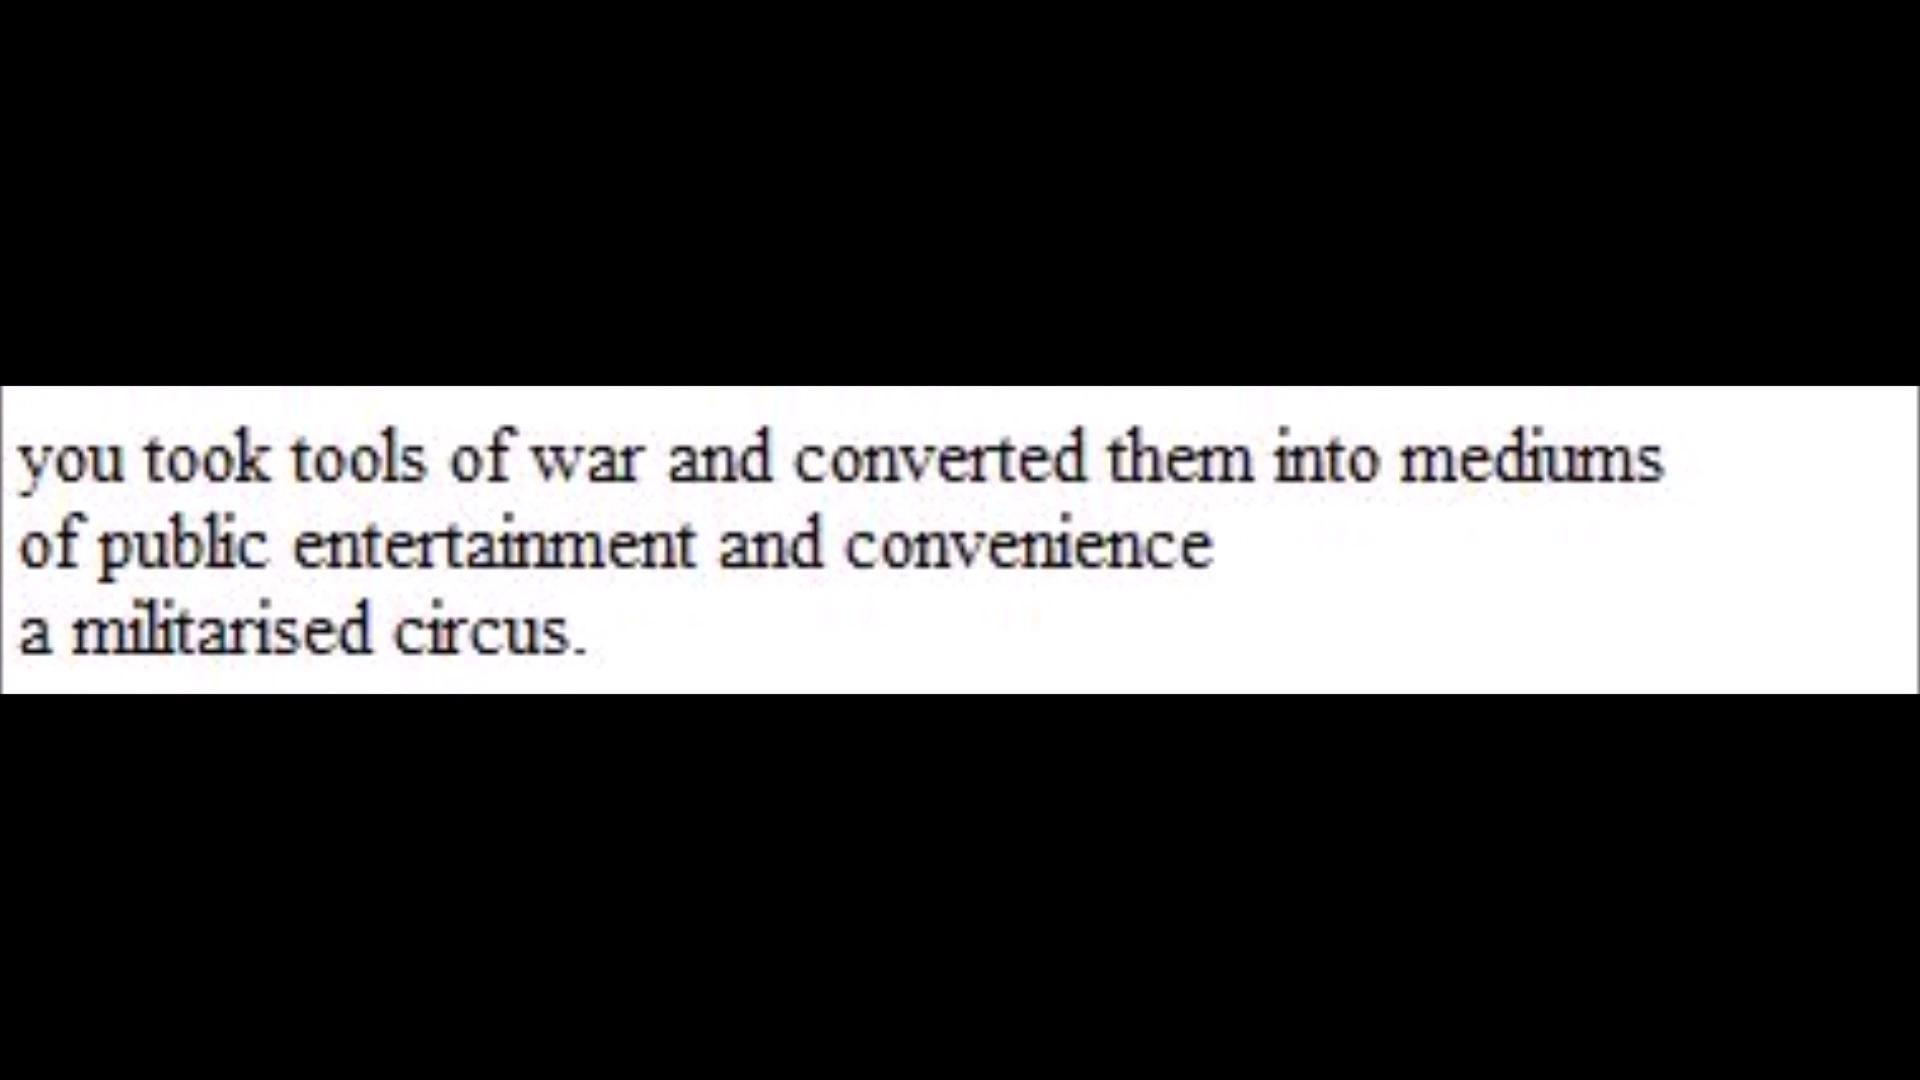 you took tools of war and converted them into mediums
of public entertainment and convenience
a militarised circus.